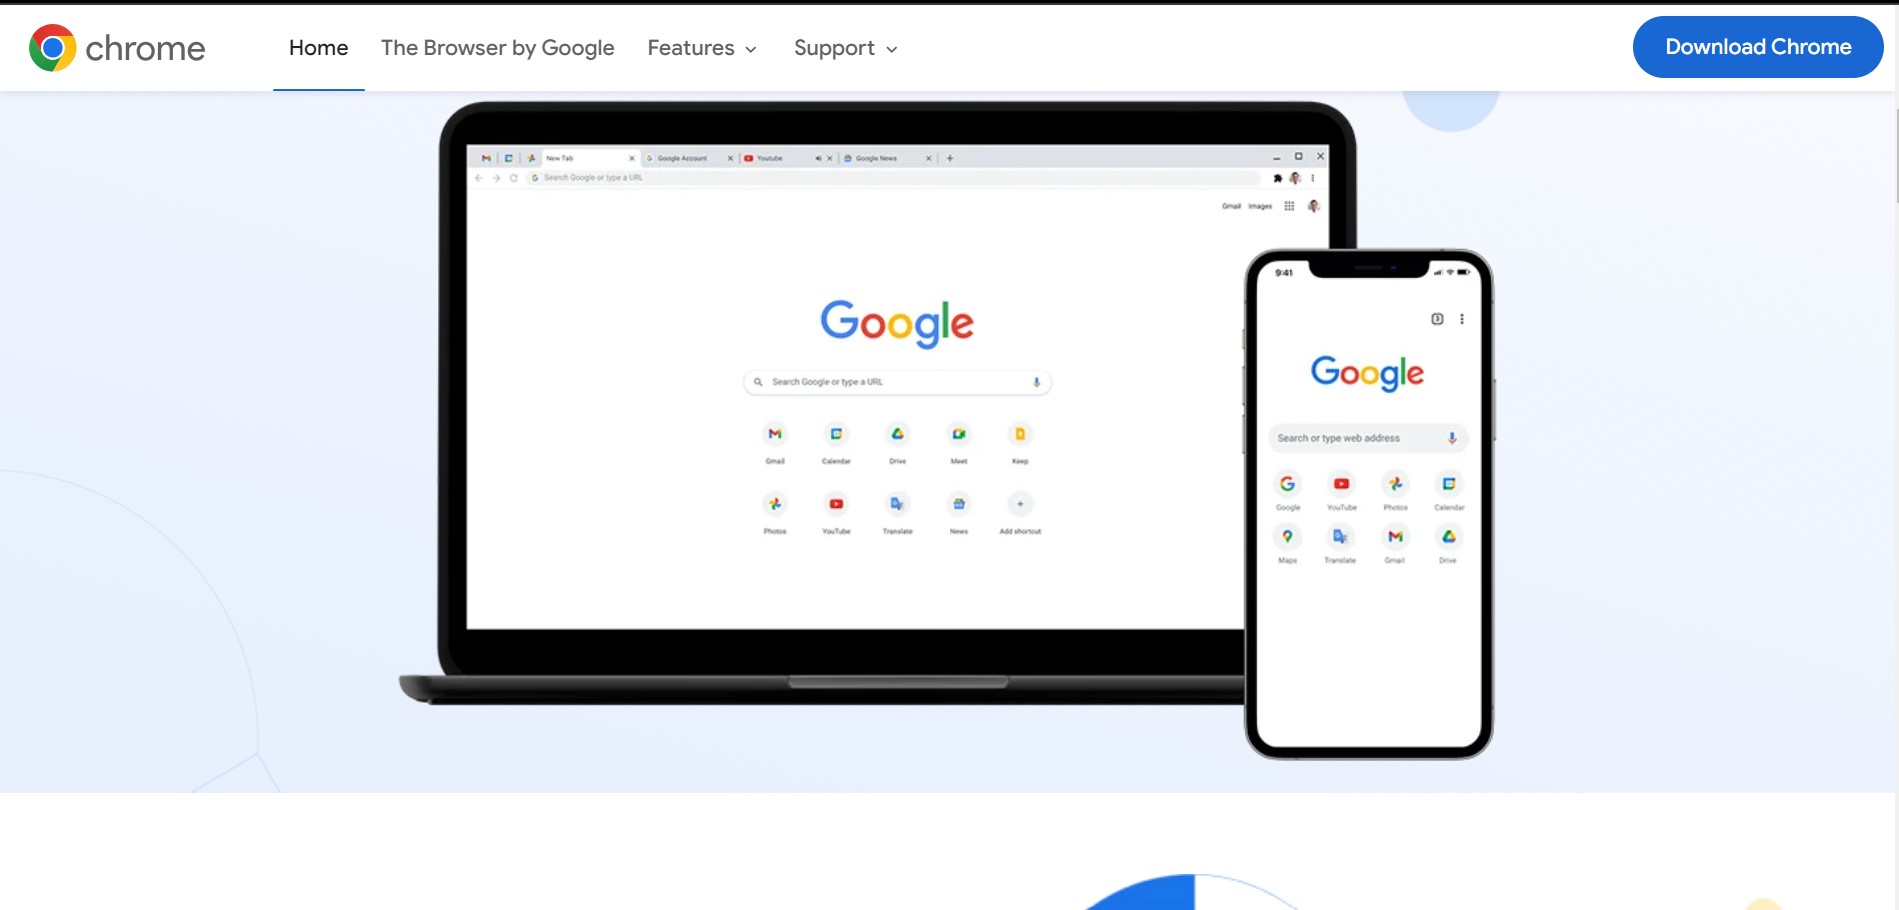 chrome
Home The Browser by Google Features Support Download Chrome
New Tab Google Account Youtube Google News
Search Google or type a URL
Gmail Images
Google
Search Google or type a URL
Gmail Calendar Drive Meet Keep
Photos YouTube Translate News Add shortcut
9:41
3
Google
Search or type web address
Google YouTube Photos Calendar
Maps Translate Gmail Drive